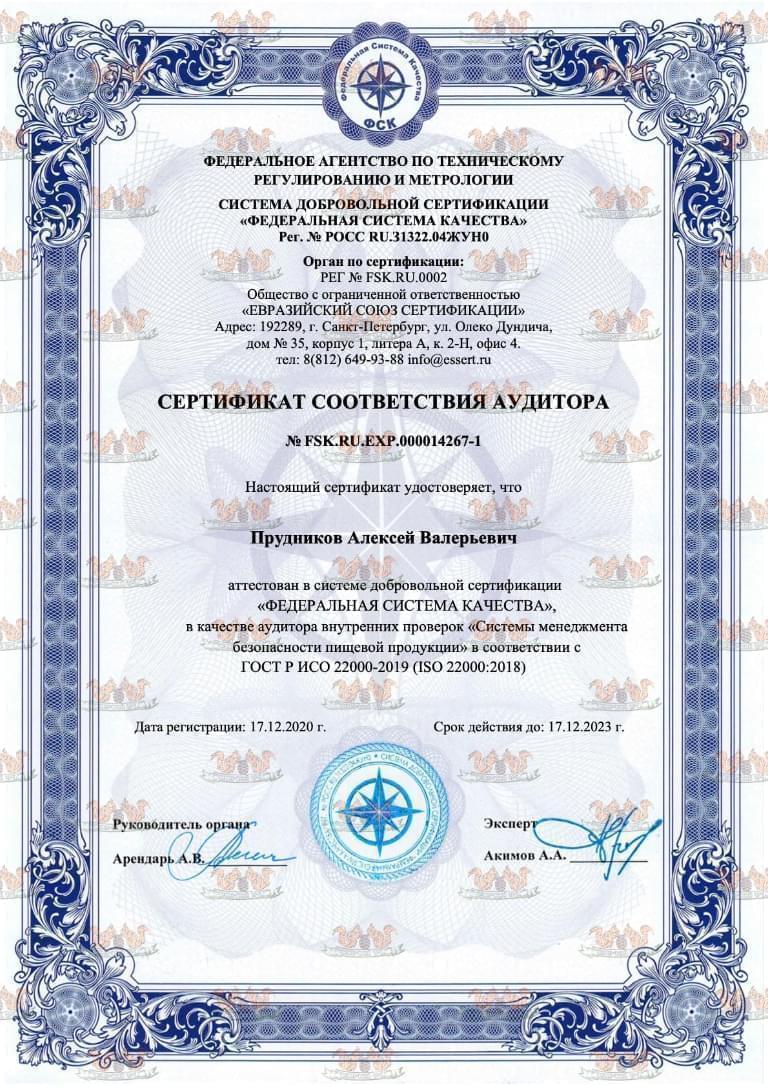 Федеральная Система Качества
ФСК
ФЕДЕРАЛЬНОЕ АГЕНТСТВО ПО ТЕХНИЧЕСКОМУ
РЕГУЛИРОВАНИЮ И МЕТРОЛОГИИ
СИСТЕМА ДОБРОВОЛЬНОЙ СЕРТИФИКАЦИИ
«ФЕДЕРАЛЬНАЯ СИСТЕМА КАЧЕСТВА»
Рег. № РОСС RU.З1322.04ЖУН0
Орган по сертификации:
РЕГ № FSK.RU.0002
Общество с ограниченной ответственностью
«ЕВРАЗИЙСКИЙ СОЮЗ СЕРТИФИКАЦИИ»
Адрес: 192289, г. Санкт-Петербург, ул. Олеко Дундича,
дом № 35, корпус 1, литера А, к. 2-Н, офис 4.
тел: 8(812) 649-93-88 info@essert.ru
СЕРТИФИКАТ СООТВЕТСТВИЯ АУДИТОРА
№ FSK.RU.EXP.000014267-1
Настоящий сертификат удостоверяет, что
Прудников Алексей Валерьевич
аттестован в системе добровольной сертификации
«ФЕДЕРАЛЬНАЯ СИСТЕМА КАЧЕСТВА»,
в качестве аудитора внутренних проверок «Системы менеджмента
безопасности пищевой продукции» в соответствии с
ГОСТ Р ИСО 22000-2019 (ISO 22000:2018)
Дата регистрации: 17.12.2020 г. Срок действия до: 17.12.2023 г.
Руководитель органа Эксперт
Арендарь А.В. Акимов А.А.